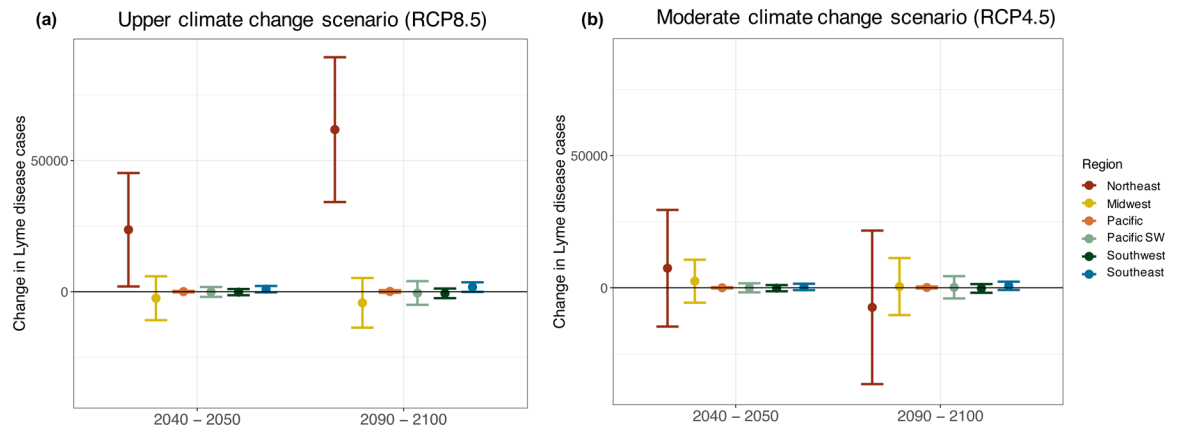 (a) Upper climate change scenario (RCP8.5)
Change in Lyme disease cases
50000
0
2040 – 2050
2090 – 2100
(b) Moderate climate change scenario (RCP4.5)
Change in Lyme disease cases
50000
0
2040 – 2050
2090 – 2100
Region
Northeast
Midwest
Pacific
Pacific SW
Southwest
Southeast